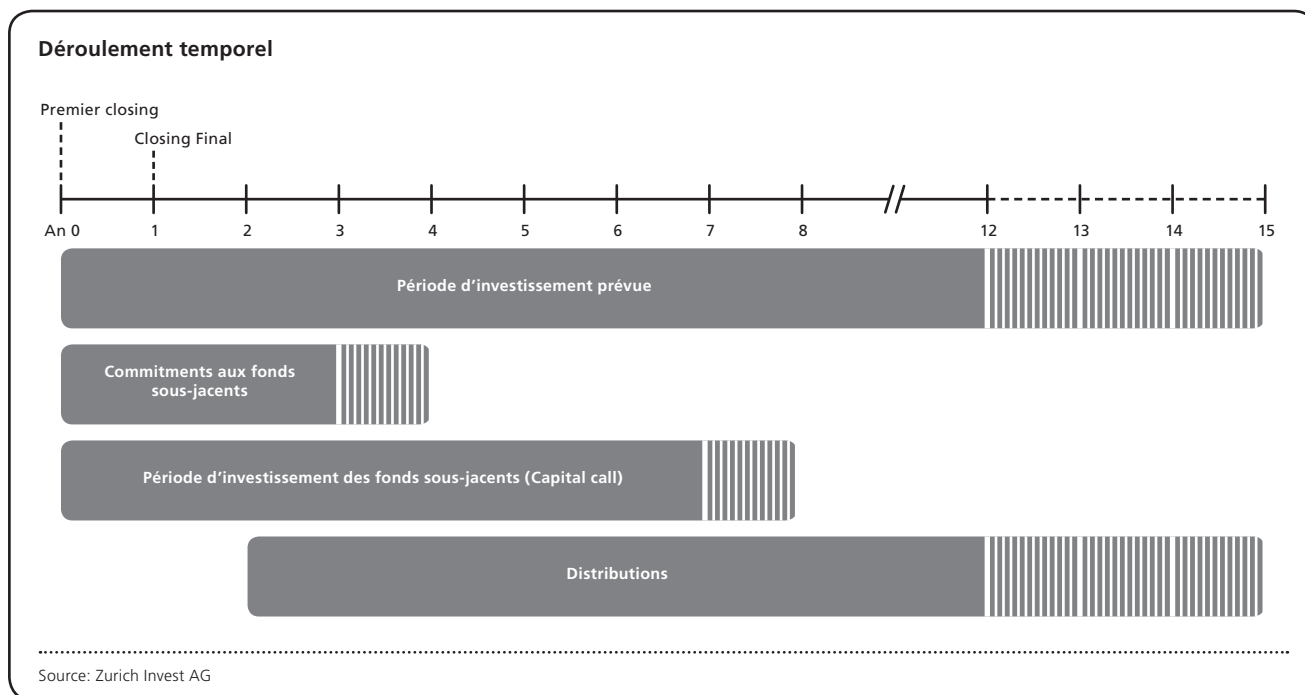 Déroulement temporel
Premier closing
Closing Final
An 0 1 2 3 4 5 6 7 8 12 13 14 15
Période d’investissement prévue
Commitments aux fonds
sous-jacents
Période d’investissement des fonds sous-jacents (Capital call)
Distributions
Source: Zurich Invest AG